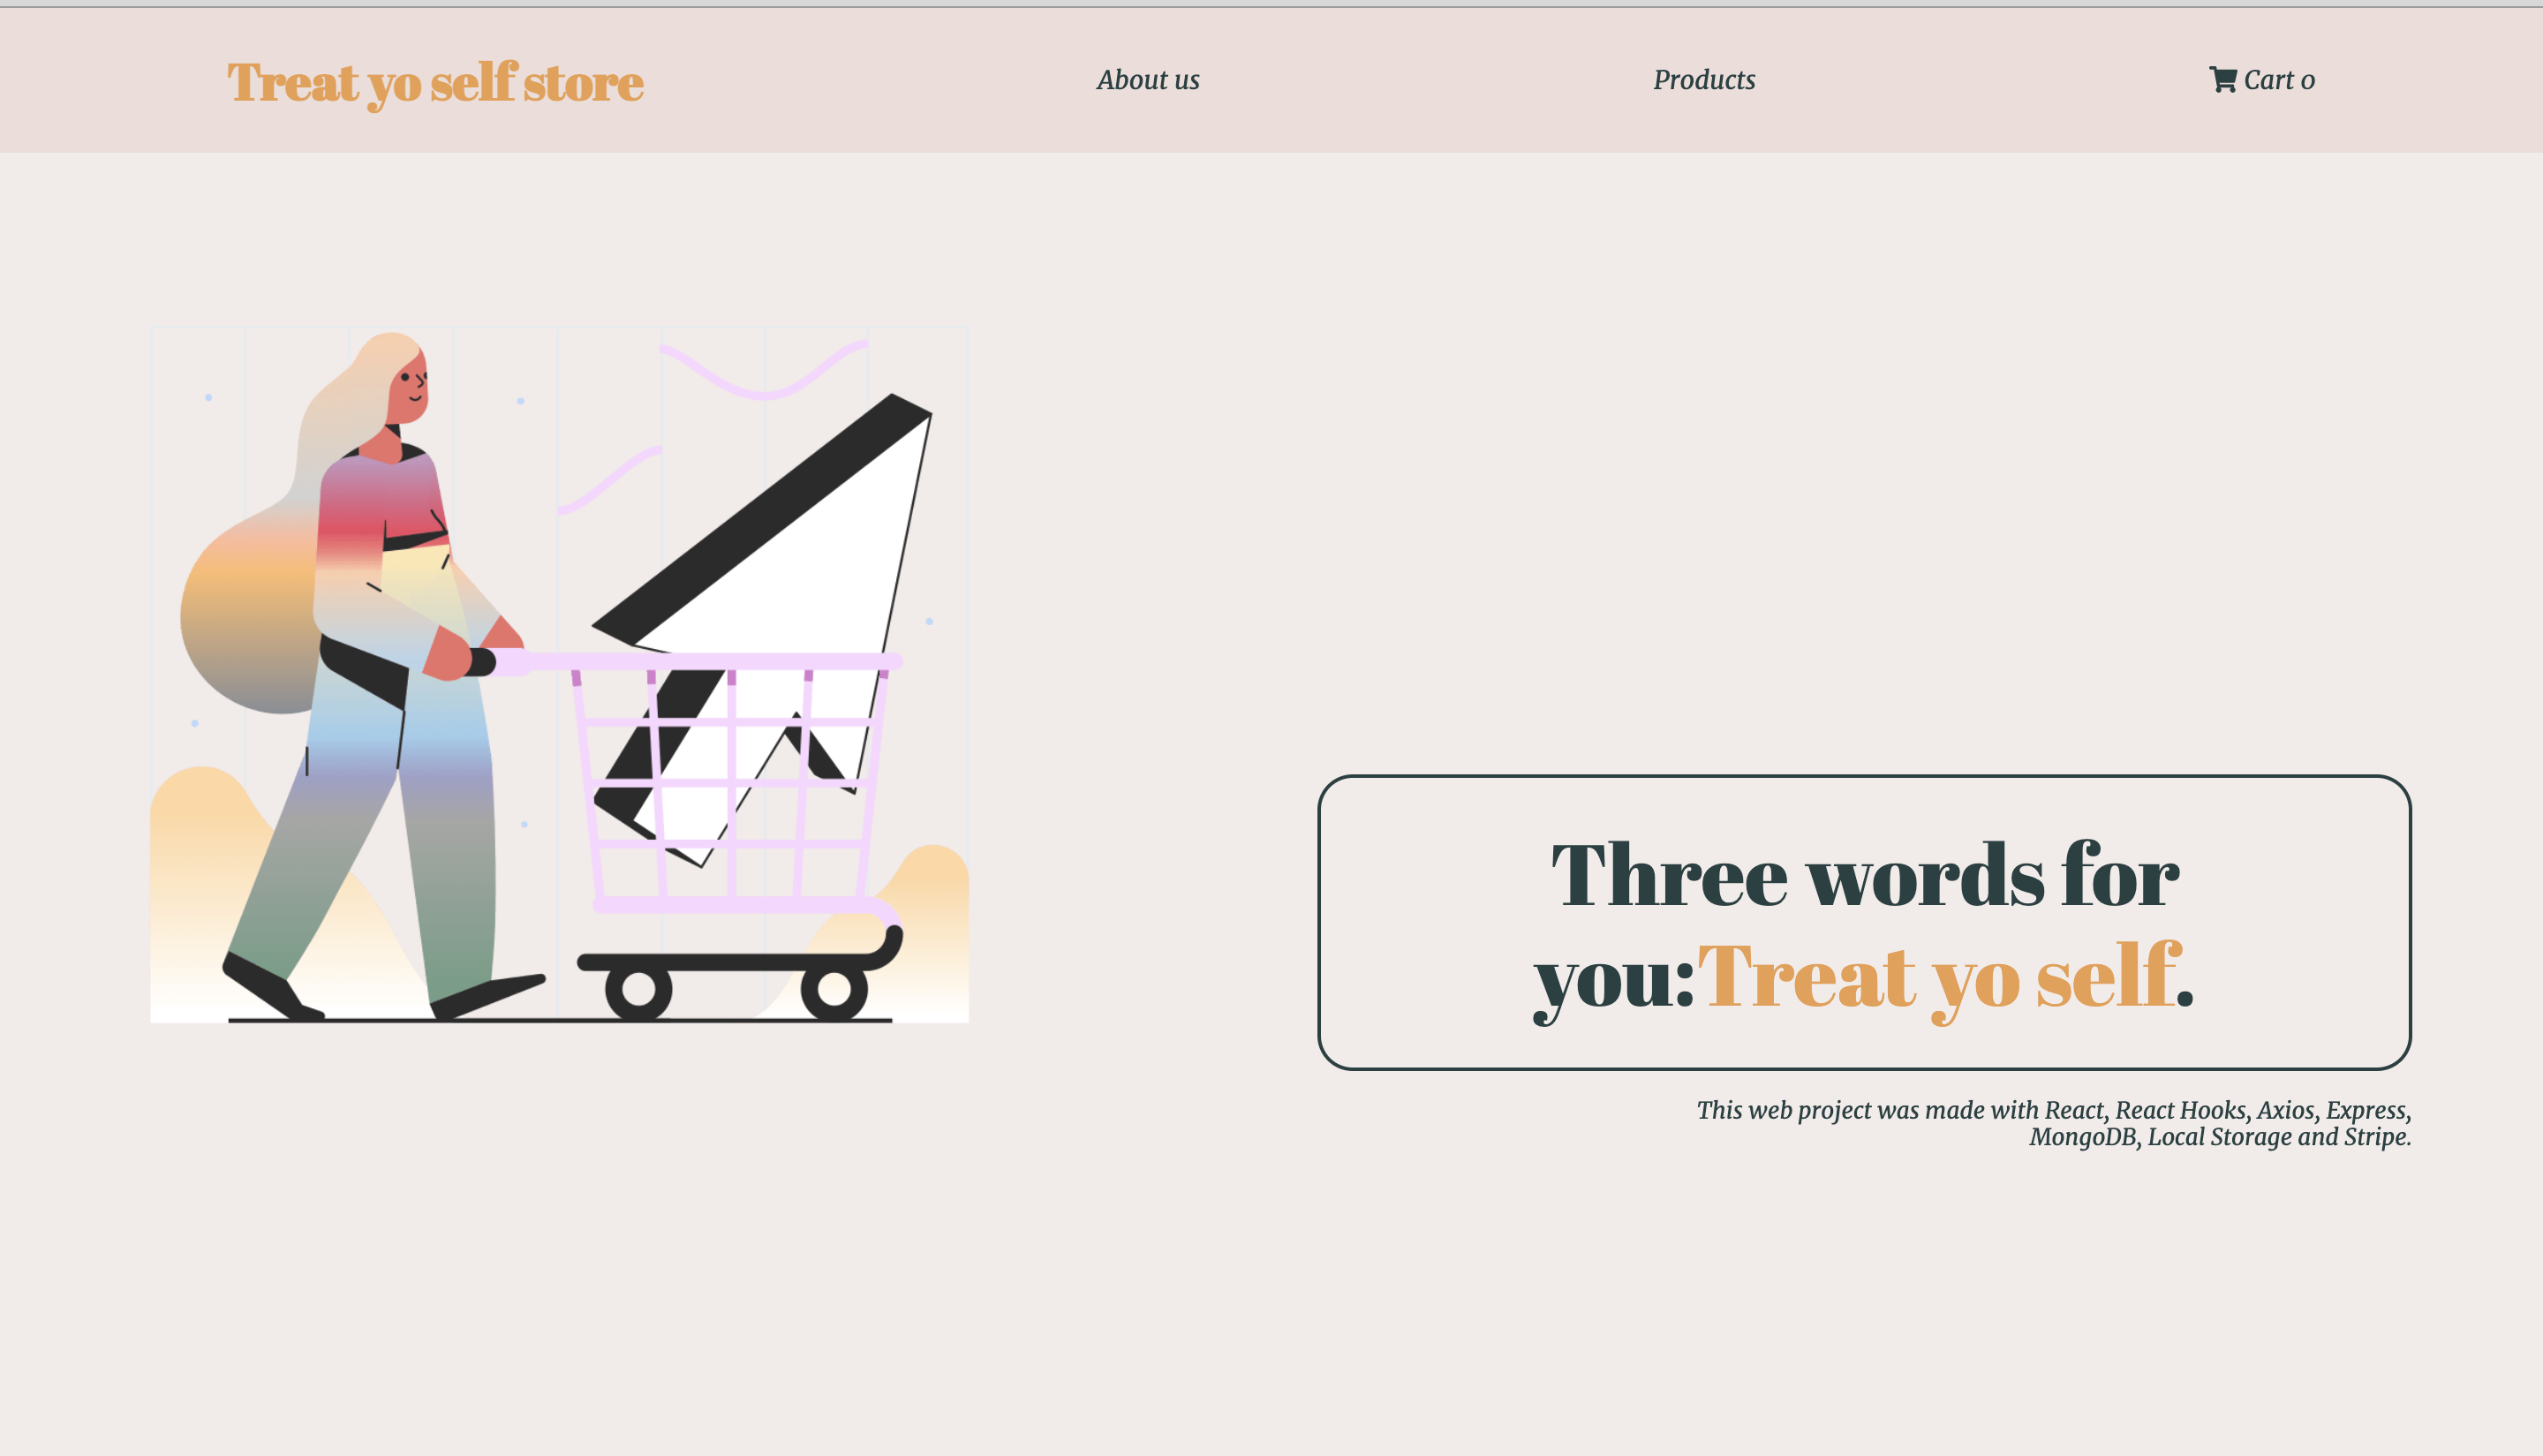 Treat yo self store
About us
Products
Cart 0
Three words for
you:Treat yo self.
This web project was made with React, React Hooks, Axios, Express,
MongoDB, Local Storage and Stripe.